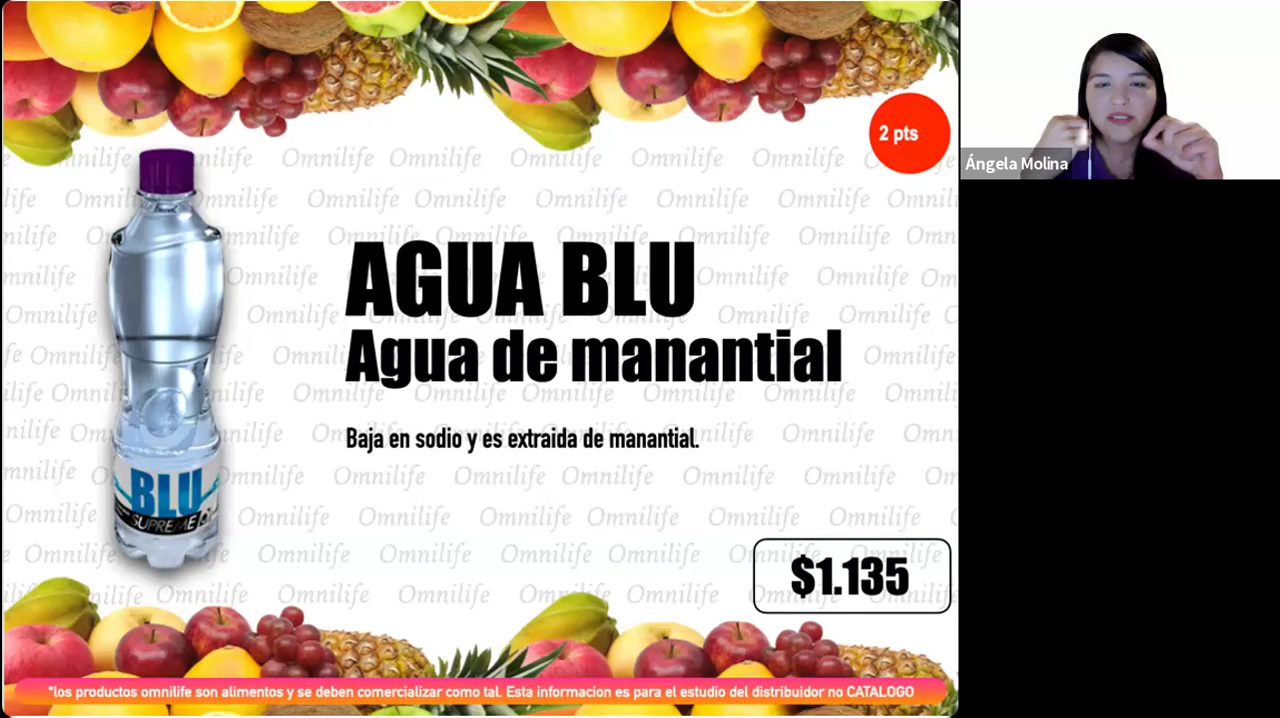 2 pts
Ángela Molina
AGUA BLU
Agua de manantial
Baja en sodio y es extraida de manantial.
BLU
SUPREME
$1.135
*los productos omnilife son alimentos y se deben comercializar como tal. Esta informacion es para el estudio del distribuidor no CATALOGO
Omnilife